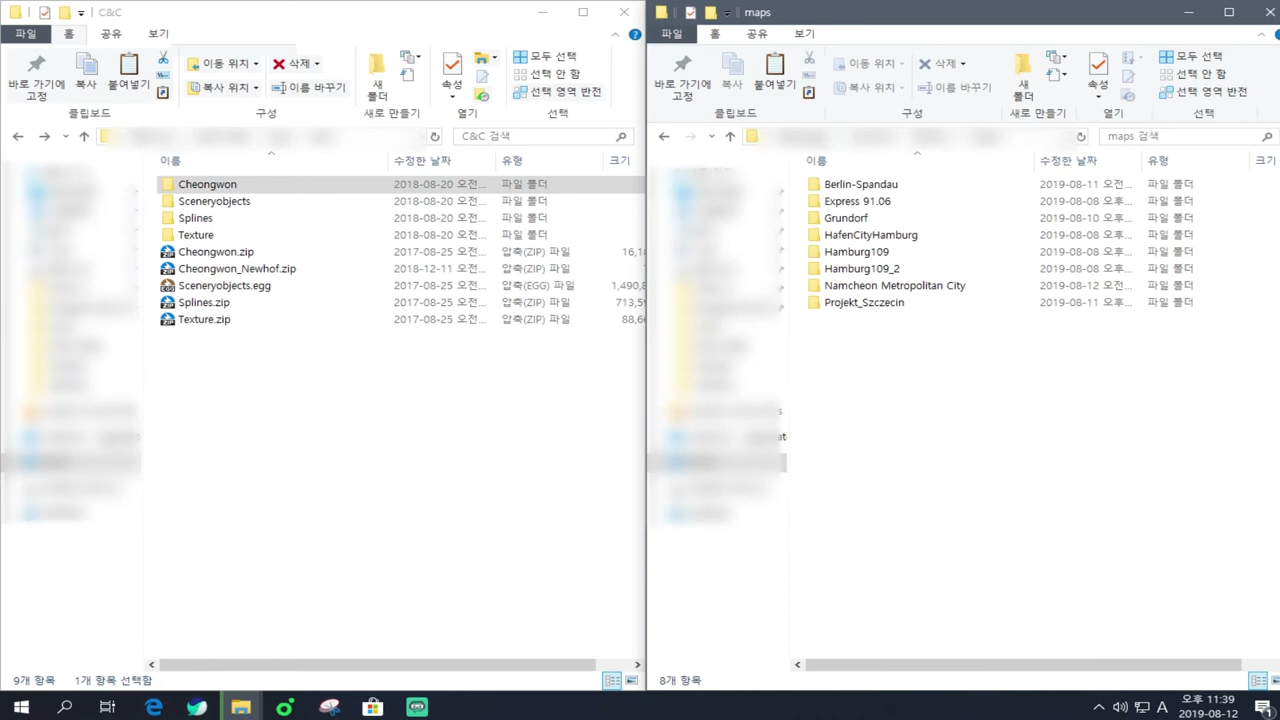 C&C
파일 홈 공유 보기
바로 가기에
고정
복사
붙여넣기
클립보드
이동 위치
복사 위치
삭제
이름 바꾸기
구성
새
폴더
새로 만들기
속성
열기
모두 선택
선택 안 함
선택 영역 반전
선택
C&C 검색
이름 수정한 날짜 유형 크기
Cheongwon 2018-08-20 오전... 파일 폴더
Sceneryobjects 2018-08-20 오전... 파일 폴더
Splines 2018-08-20 오전... 파일 폴더
Texture 2018-08-20 오전... 파일 폴더
Cheongwon.zip 2017-08-25 오전... 압축(ZIP) 파일 16,18
Cheongwon_Newhof.zip 2018-12-11 오전... 압축(ZIP) 파일
Sceneryobjects.egg 2017-08-25 오전... 압축(EGG) 파일 1,490,8
Splines.zip 2017-08-25 오전... 압축(ZIP) 파일 713,59
Texture.zip 2017-08-25 오전... 압축(ZIP) 파일 88,66
9개 항목 1개 항목 선택함
maps
파일 홈 공유 보기
바로 가기에
고정
복사
붙여넣기
클립보드
이동 위치
복사 위치
삭제
이름 바꾸기
구성
새
폴더
새로 만들기
속성
열기
모두 선택
선택 안 함
선택 영역 반전
선택
maps 검색
이름 수정한 날짜 유형 크기
Berlin-Spandau 2019-08-11 오전... 파일 폴더
Express 91.06 2019-08-08 오후... 파일 폴더
Grundorf 2019-08-10 오후... 파일 폴더
HafenCityHamburg 2019-08-08 오후... 파일 폴더
Hamburg109 2019-08-08 오후... 파일 폴더
Hamburg109_2 2019-08-08 오후... 파일 폴더
Namcheon Metropolitan City 2019-08-12 오전... 파일 폴더
Projekt_Szczecin 2019-08-11 오후... 파일 폴더
8개 항목
A
오후 11:39
2019-08-12